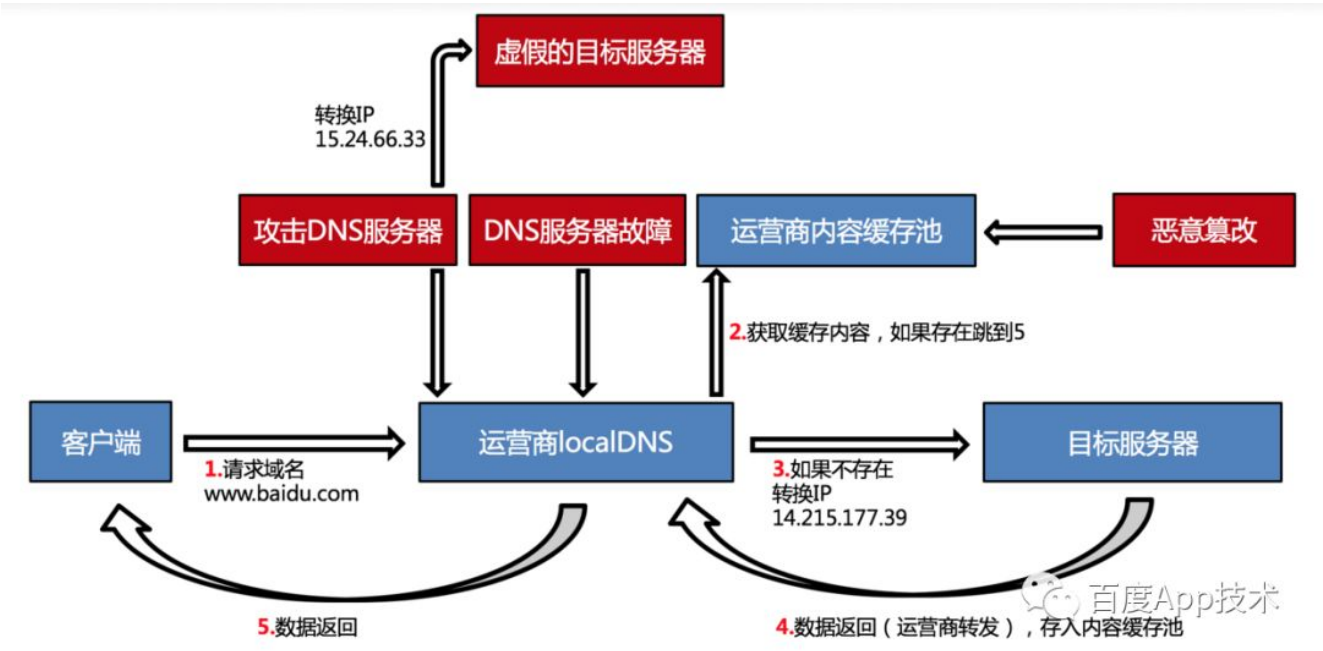 虚假的目标服务器
转换IP
15.24.66.33
攻击DNS服务器
DNS服务器故障
运营商内容缓存池
恶意篡改
2.获取缓存内容，如果存在跳到5
客户端
运营商localDNS
目标服务器
1.请求域名
www.baidu.com
3.如果不存在
转换IP
14.215.177.39
百度App技术
5.数据返回
4.数据返回（运营商转发），存入内容缓存池